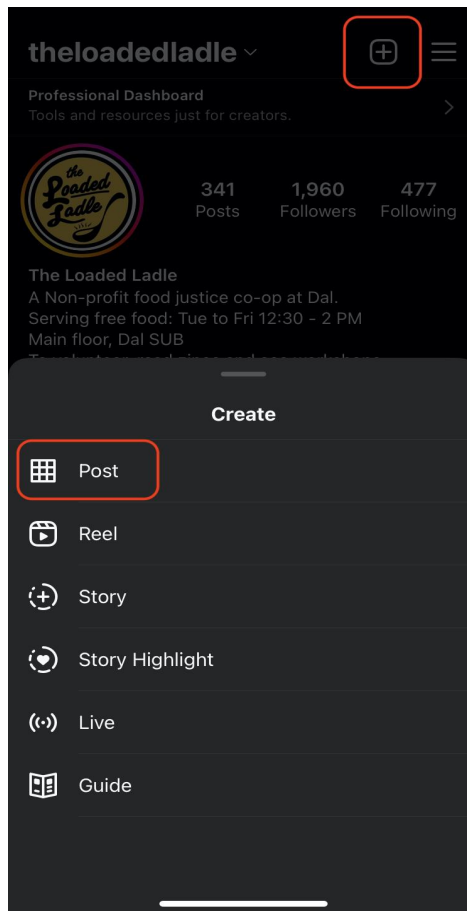 theloadedladle
Professional Dashboard
Tools and resources just for creators.
the
Loaded
Ladle
341 1,960 477
Posts Followers Following
The Loaded Ladle
A Non-profit food justice co-op at Dal.
Serving free food: Tue to Fri 12:30 - 2 PM
Main floor, Dal SUB
Create
Post
Reel
Story
Story Highlight
Live
Guide